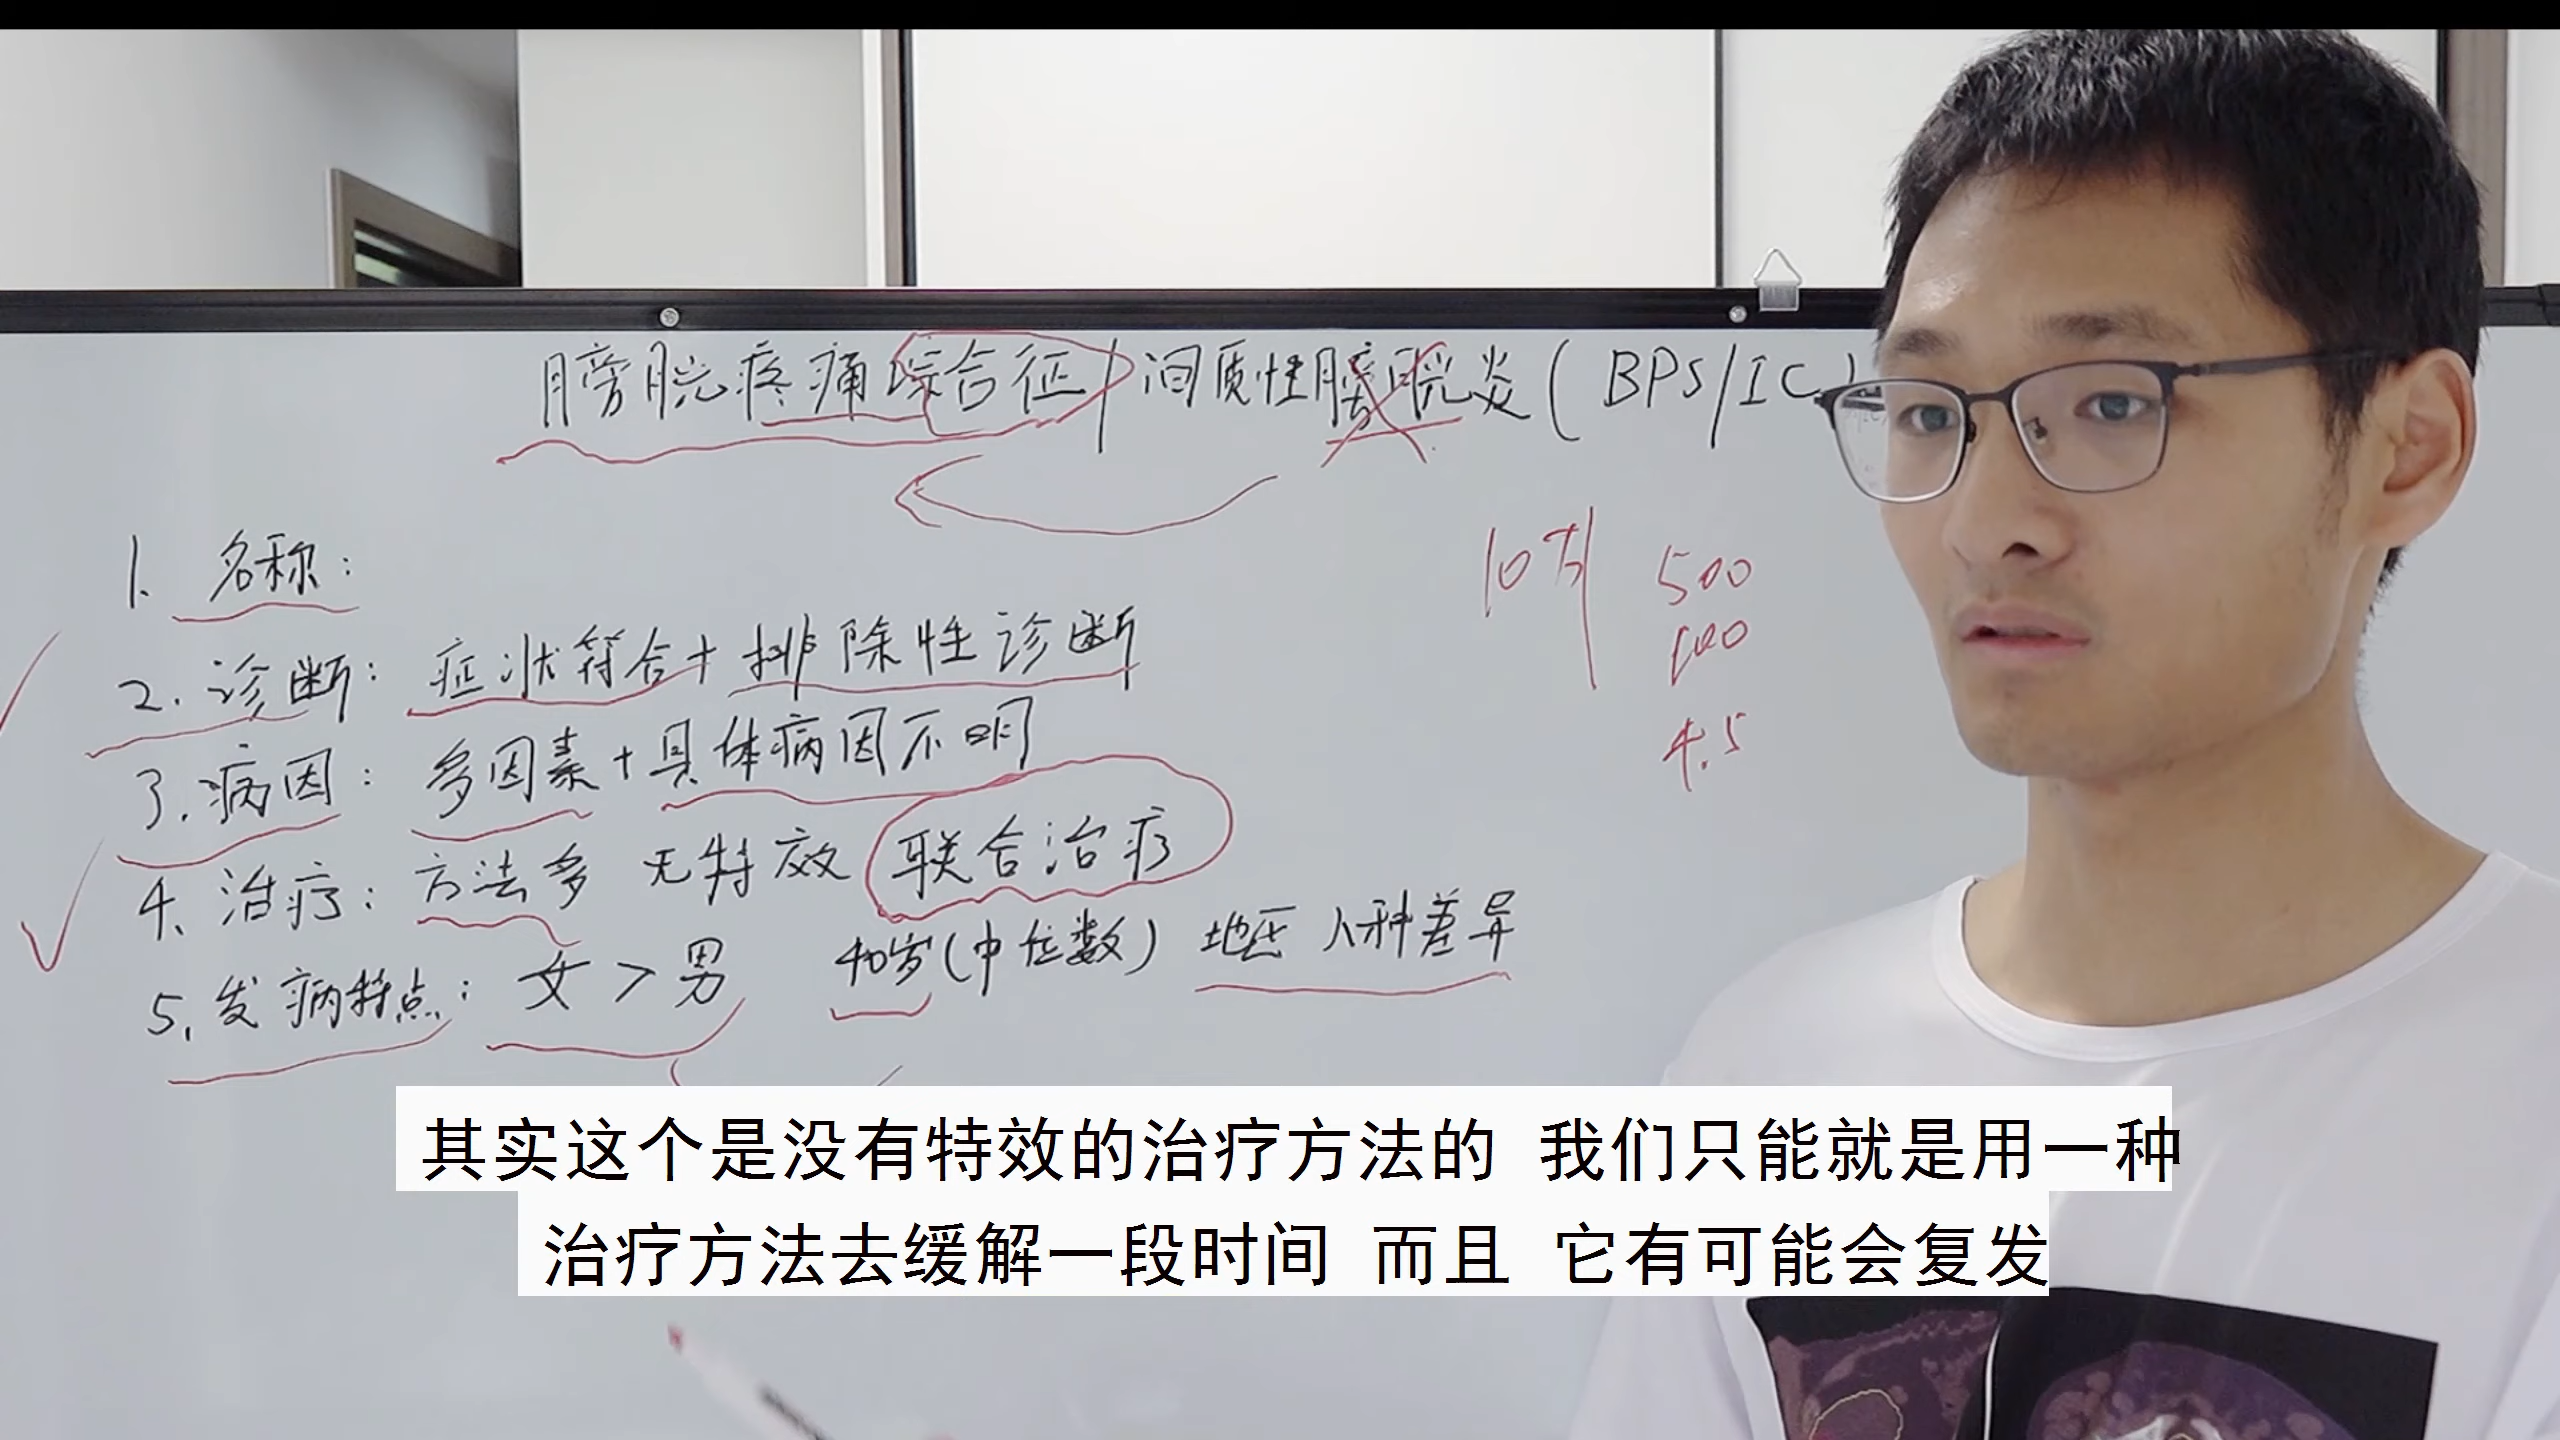 膀胱疼痛综合征/间质性膀胱炎(BPS/IC)
1. 名称:
2. 诊断: 症状符合+排除性诊断
3. 病因: 多因素+具体病因不明
4. 治疗: 方法多 无特效 联合治疗
5. 发病特点: 女>男 40岁(中位数) 地区 人种差异
10万
500
100
4.5
其实这个是没有特效的治疗方法的 我们只能就是用一种
治疗方法去缓解一段时间 而且 它有可能会复发